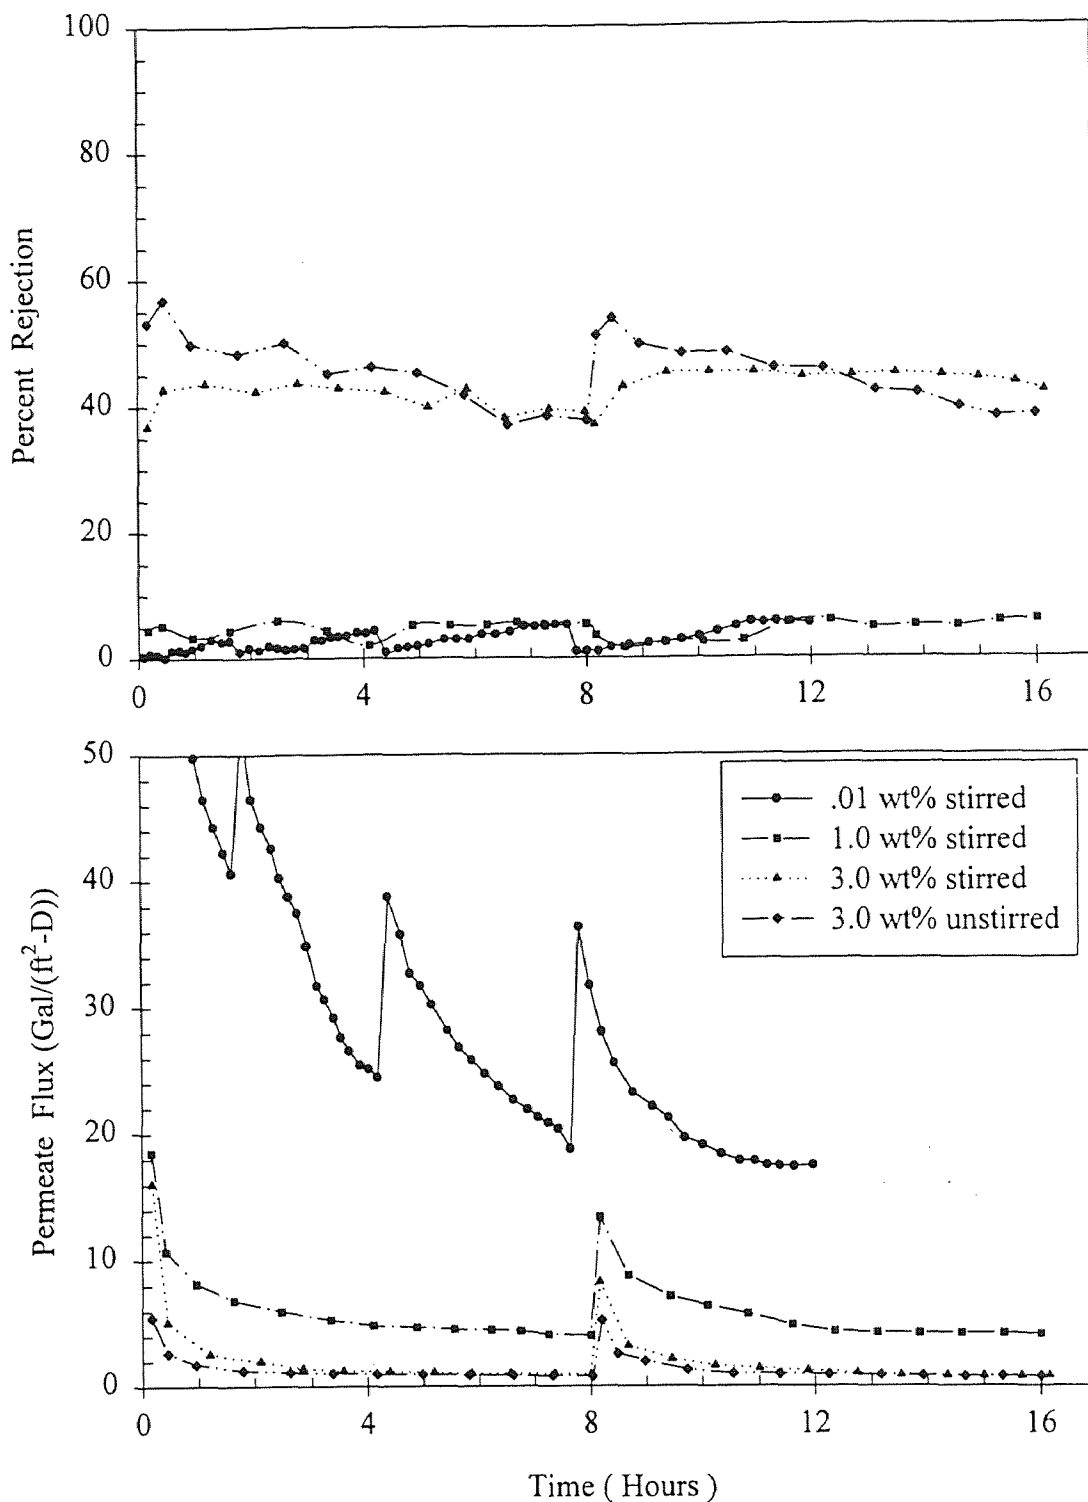 100
80
60
40
20
0
Percent Rejection
0 4 8 12 16
50
40
30
20
10
0
Permeate Flux (Gal/(ft²-D))
.01 wt% stirred
1.0 wt% stirred
3.0 wt% stirred
3.0 wt% unstirred
0 4 8 12 16
Time ( Hours )